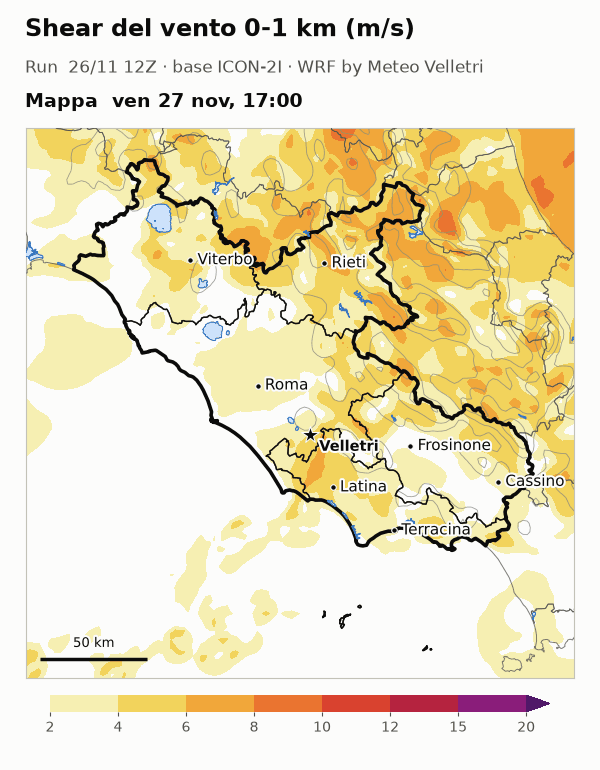 Shear del vento 0-1 km (m/s)
Run 26/11 12Z · base ICON-2I · WRF by Meteo Velletri
Mappa ven 27 nov, 17:00
Viterbo
Rieti
Roma
Velletri
Frosinone
Cassino
Latina
Terracina
50 km
2 4 6 8 10 12 15 20